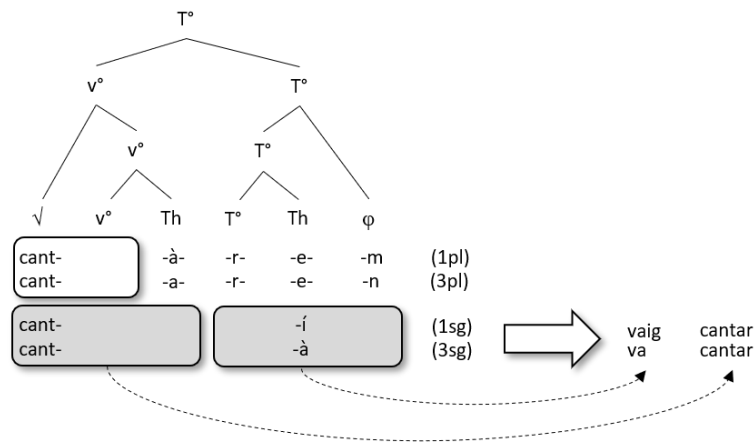 T°
v° T°
v° T°
√ v° Th T° Th φ
cant- -à- -r- -e- -m (1pl)
cant- -a- -r- -e- -n (3pl)
cant- -í (1sg) vaig cantar
cant- -à (3sg) va cantar